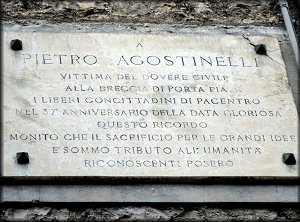 A
PIETRO AGOSTINELLI
VITTIMA DEL DOVERE CIVILE
ALLA BRECCIA DI PORTA PIA
I LIBERI CONCITTADINI DI PACENTRO
NEL 37° ANNIVERSARIO DELLA DATA GLORIOSA
QUESTO RICORDO
MONITO CHE IL SACRIFICIO PER LE GRANDI IDEE
E SOMMO TRIBUTO ALL'UMANITÀ
RICONOSCENTI POSERO